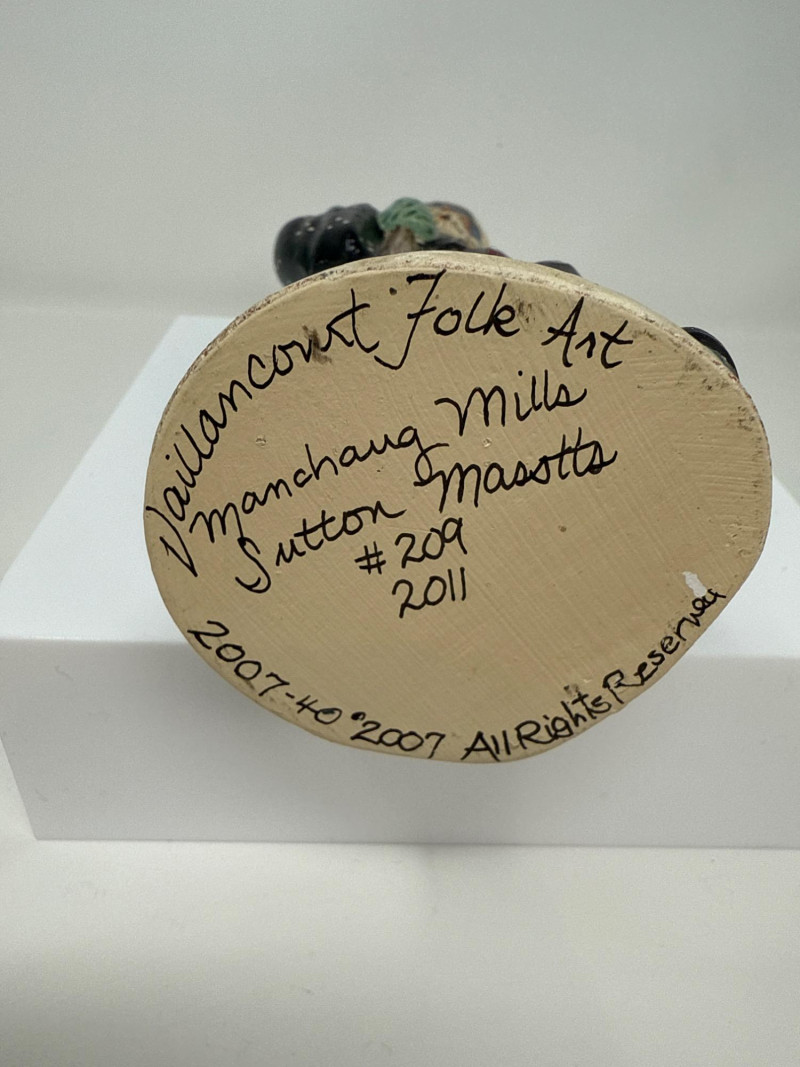 Vaillancourt Folk Art
Manchaug Mills
Sutton Masstts
#209
2011
2007-40 ©2007 All Rights Reserved